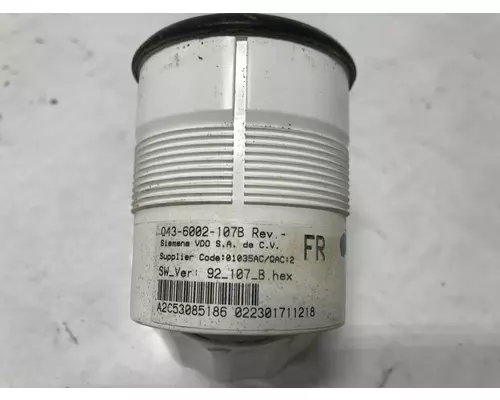 Q43-6002-107B Rev.-
Siemens VDO S.A. de C.V.
Supplier Code:01035AC/QAC:2
FR
SW_Ver: 92_107_B.hex
A2C53085186 022301711218